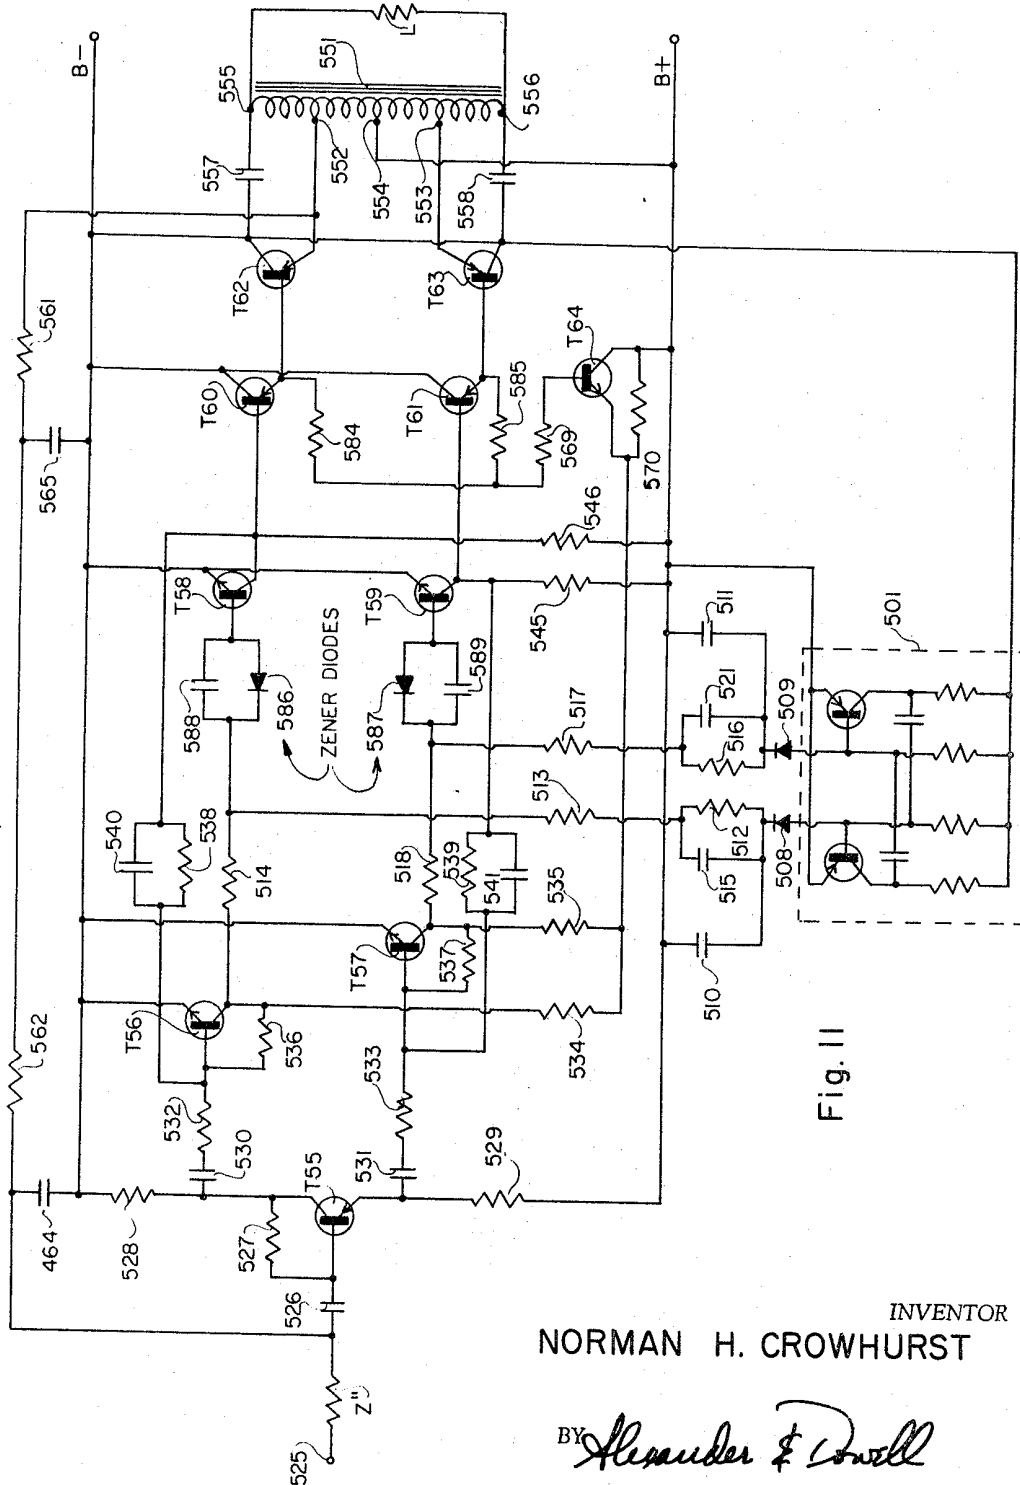 B-
555
551
L
557
552
554
553
558
556
B+
561
T62
T63
565
T60
584
T61
585
569
T64
570
546
T58
588
586
ZENER DIODES
T59
587
589
545
511
501
540
538
514
513
517
521
516
509
518
539
541
512
508
515
T57
537
535
510
562
T56
536
534
532
530
533
531
464
528
527
T55
529
526
Z"
525
Fig. 11
INVENTOR
NORMAN H. CROWHURST
BY Alexander & Dowell